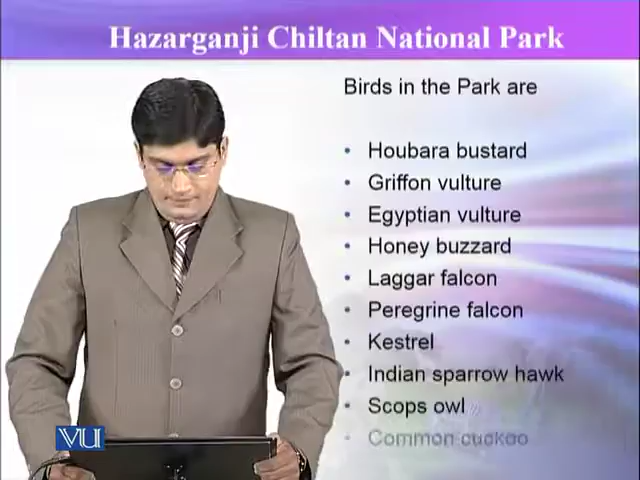 Hazarganji Chiltan National Park
Birds in the Park are
• Houbara bustard
• Griffon vulture
• Egyptian vulture
• Honey buzzard
• Laggar falcon
• Peregrine falcon
• Kestrel
• Indian sparrow hawk
• Scops owl
• Common cuckoo
VU